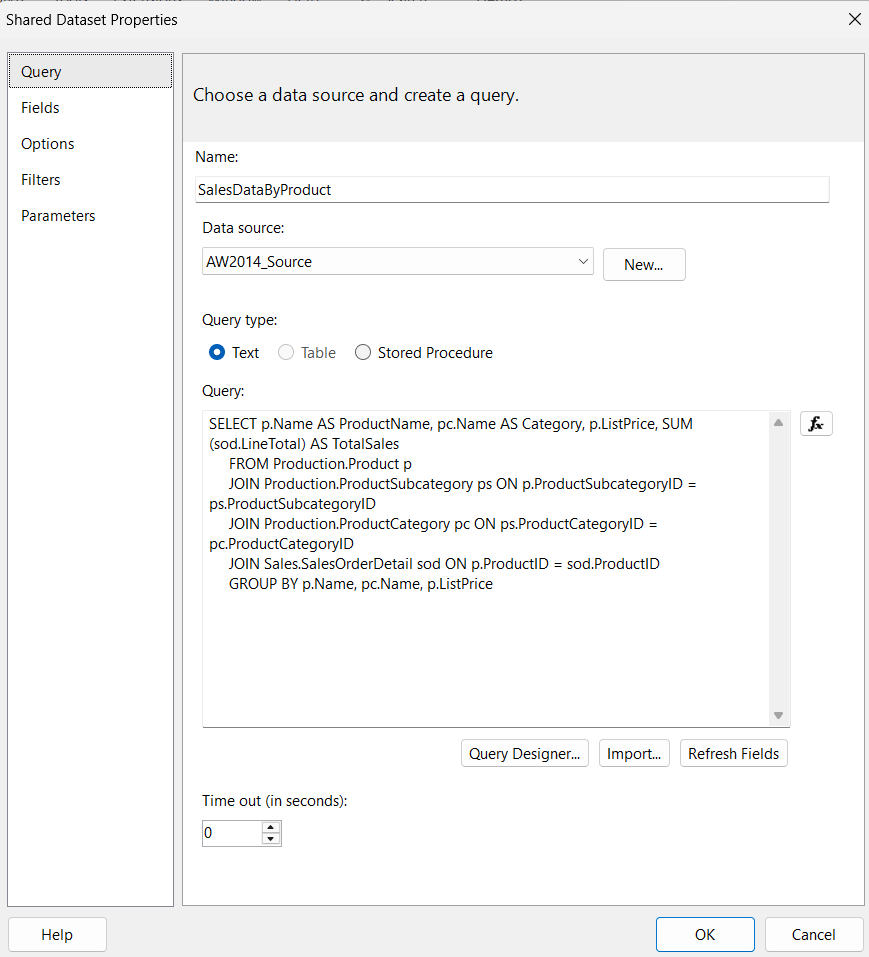 Shared Dataset Properties
Query
Fields
Options
Filters
Parameters
Choose a data source and create a query.
Name:
SalesDataByProduct
Data source:
AW2014_Source
New...
Query type:
Text Table Stored Procedure
Query:
SELECT p.Name AS ProductName, pc.Name AS Category, p.ListPrice, SUM
(sod.LineTotal) AS TotalSales
FROM Production.Product p
JOIN Production.ProductSubcategory ps ON p.ProductSubcategoryID =
ps.ProductSubcategoryID
JOIN Production.ProductCategory pc ON ps.ProductCategoryID =
pc.ProductCategoryID
JOIN Sales.SalesOrderDetail sod ON p.ProductID = sod.ProductID
GROUP BY p.Name, pc.Name, p.ListPrice
fx
Query Designer... Import... Refresh Fields
Time out (in seconds):
0
Help OK Cancel